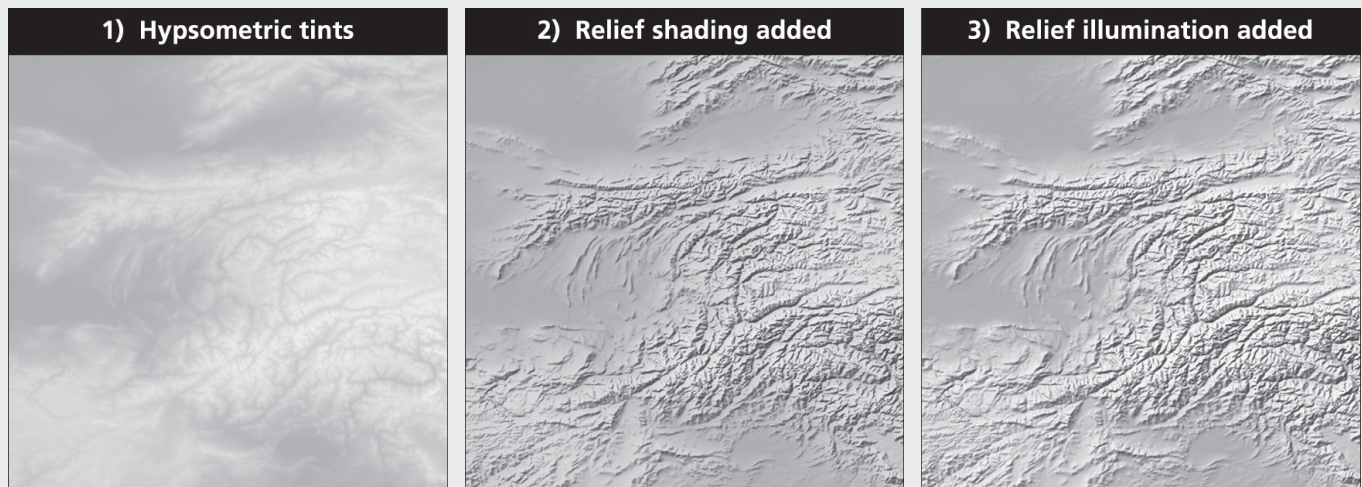 1) Hypsometric tints
2) Relief shading added
3) Relief illumination added